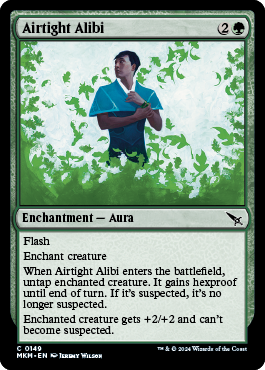 Airtight Alibi 2
Enchantment — Aura
Flash
Enchant creature
When Airtight Alibi enters the battlefield,
untap enchanted creature. It gains hexproof
until end of turn. If it's suspected, it's no
longer suspected.
Enchanted creature gets +2/+2 and can't
become suspected.
C 0149
MKM • EN Jeremy Wilson
™ & © 2024 Wizards of the Coast